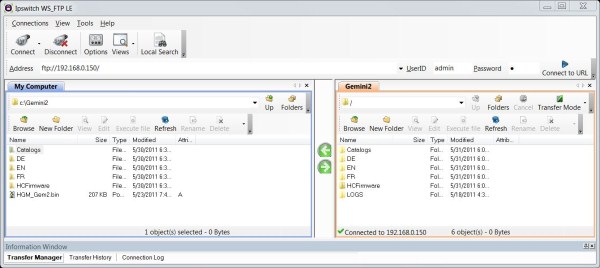 Ipswitch WS_FTP LE
Connections View Tools Help
Connect Disconnect Options Views Local Search
Address ftp://192.168.0.150/ UserID admin Password Connect to URL
My Computer
c:\Gemini2 Up Folders
Browse New Folder View Edit Execute file Refresh Rename Delete
Name Size Type Modified Attri...
Catalogs File... 5/30/2011 6:3...
DE File... 5/30/2011 6:3...
EN File... 5/30/2011 6:3...
FR File... 5/30/2011 6:3...
HCFirmware File... 5/30/2011 6:3...
HGM_Gem2.bin 207 KB Po... 5/23/2011 7:4... A
1 object(s) selected - 0 Bytes
Gemini2
/ Up Folders Cancel Transfer Mode
Browse New Folder View Edit Execute file Refresh Rename Delete
Name Size Type Modified Attrib...
Catalogs Fol... 5/31/2011 6:0...
DE Fol... 5/31/2011 6:0...
EN Fol... 5/31/2011 6:0...
FR Fol... 5/31/2011 6:0...
HCFirmware Fol... 5/31/2011 6:0...
LOGS Fol... 5/18/2011 4:3...
Connected to 192.168.0.150 6 object(s) - 0 Bytes
Information Window
Transfer Manager Transfer History Connection Log